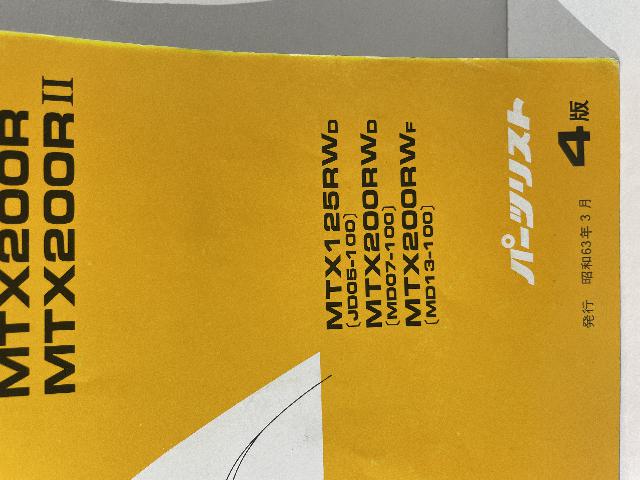 MTX200R
MTX200RII
MTX125RWD
(JD05-100)
MTX200RWD
(MD07-100)
MTX200RWF
(MD13-100)
パーツリスト
4版
発行 昭和63年3月